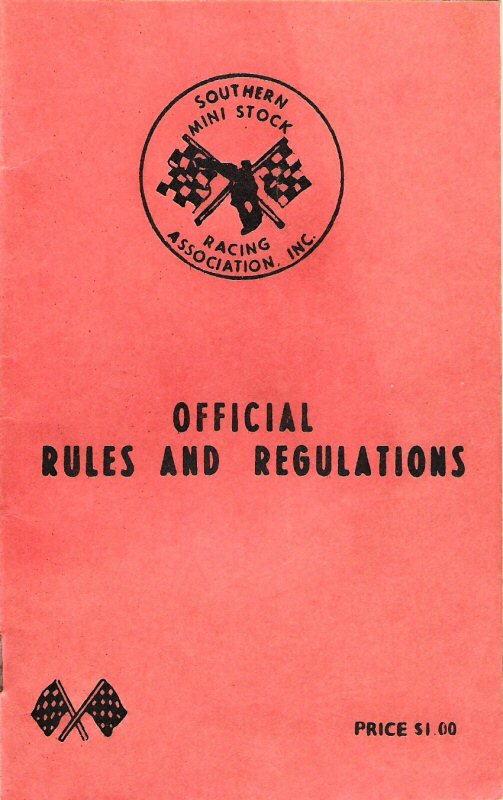 SOUTHERN
MINI STOCK
RACING
ASSOCIATION, INC.
OFFICIAL
RULES AND REGULATIONS
PRICE $1.00